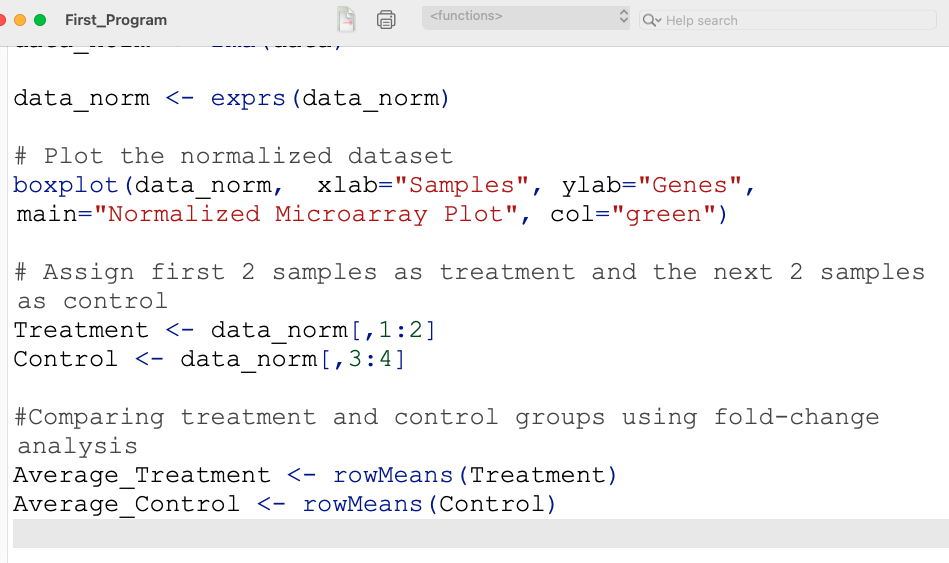 First_Program
<functions>
Help search
data_norm <- exprs(data_norm)
# Plot the normalized dataset
boxplot(data_norm,  xlab="Samples", ylab="Genes",
main="Normalized Microarray Plot", col="green")
# Assign first 2 samples as treatment and the next 2 samples
as control
Treatment <- data_norm[,1:2]
Control <- data_norm[,3:4]
#Comparing treatment and control groups using fold-change
analysis
Average_Treatment <- rowMeans(Treatment)
Average_Control <- rowMeans(Control)